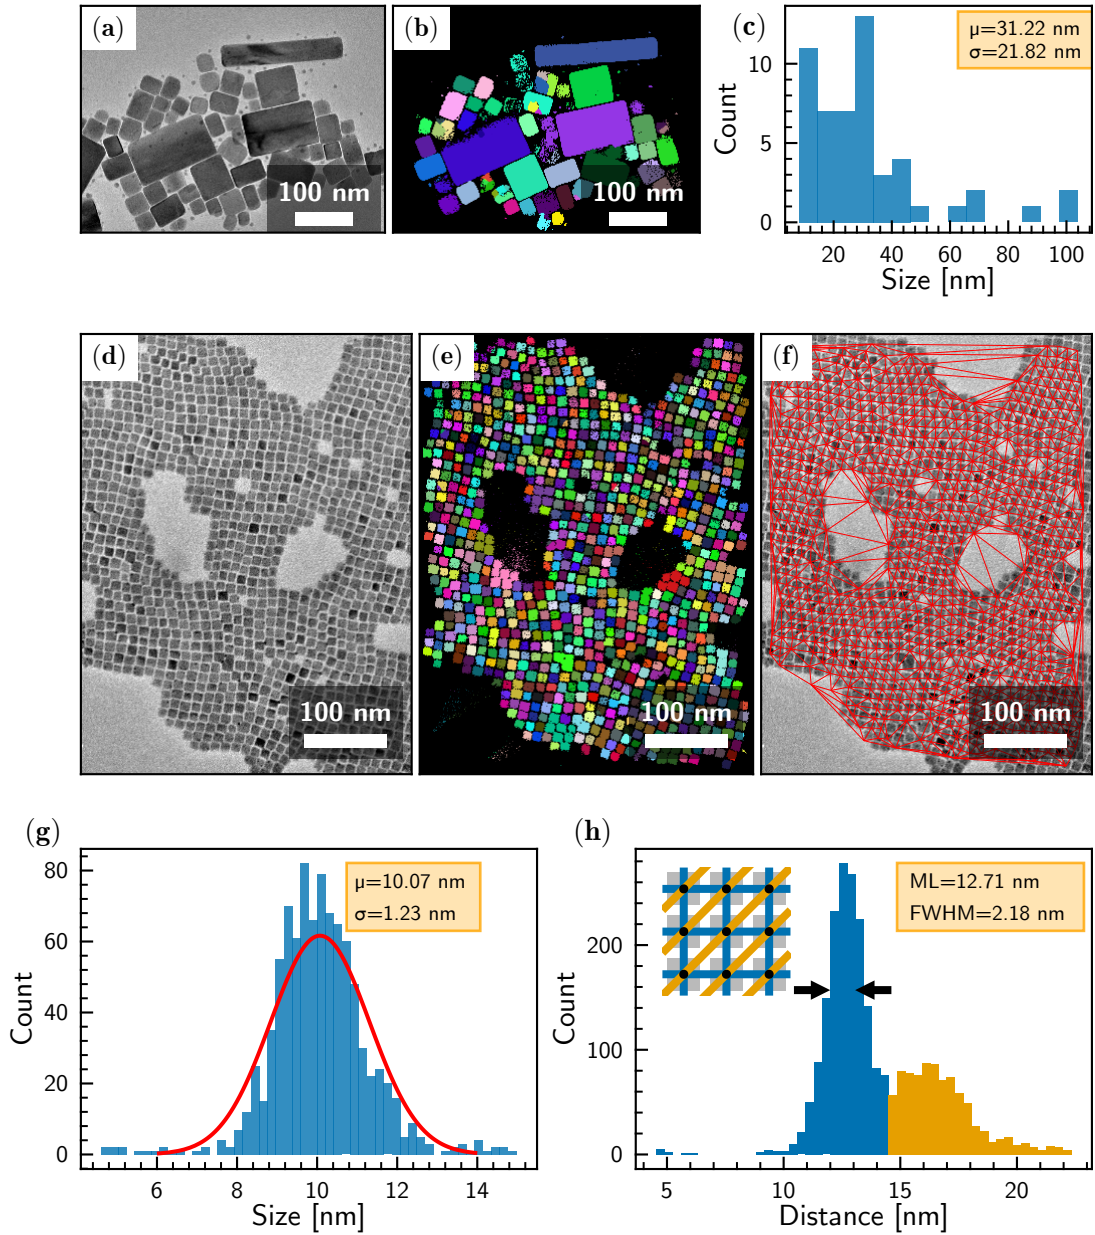 (a)
100 nm
(b)
100 nm
(c)
μ=31.22 nm
σ=21.82 nm
10
5
0
Count
20 40 60 80 100
Size [nm]
(d)
100 nm
(e)
100 nm
(f)
100 nm
(g)
μ=10.07 nm
σ=1.23 nm
80
60
40
20
0
Count
6 8 10 12 14
Size [nm]
(h)
ML=12.71 nm
FWHM=2.18 nm
200
100
0
Count
5 10 15 20
Distance [nm]